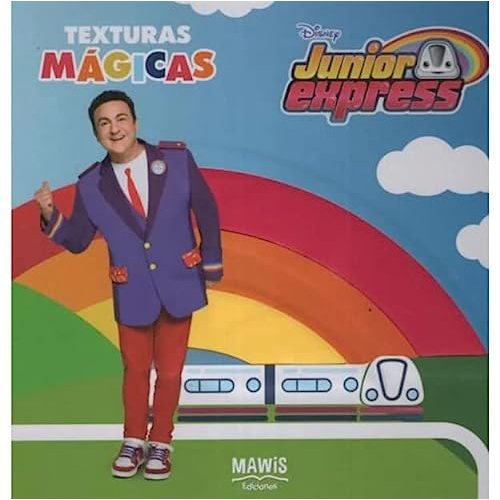 TEXTURAS
MÁGICAS
Disney
Junior
express
MAWIS
Ediciones